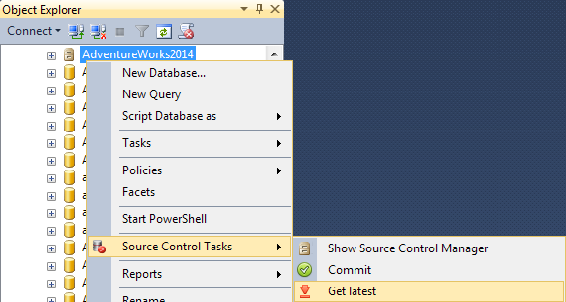 Object Explorer
Connect
AdventureWorks2014
New Database...
New Query
Script Database as
Tasks
Policies
Facets
Start PowerShell
Source Control Tasks
Show Source Control Manager
Commit
Get latest
Reports
Rename